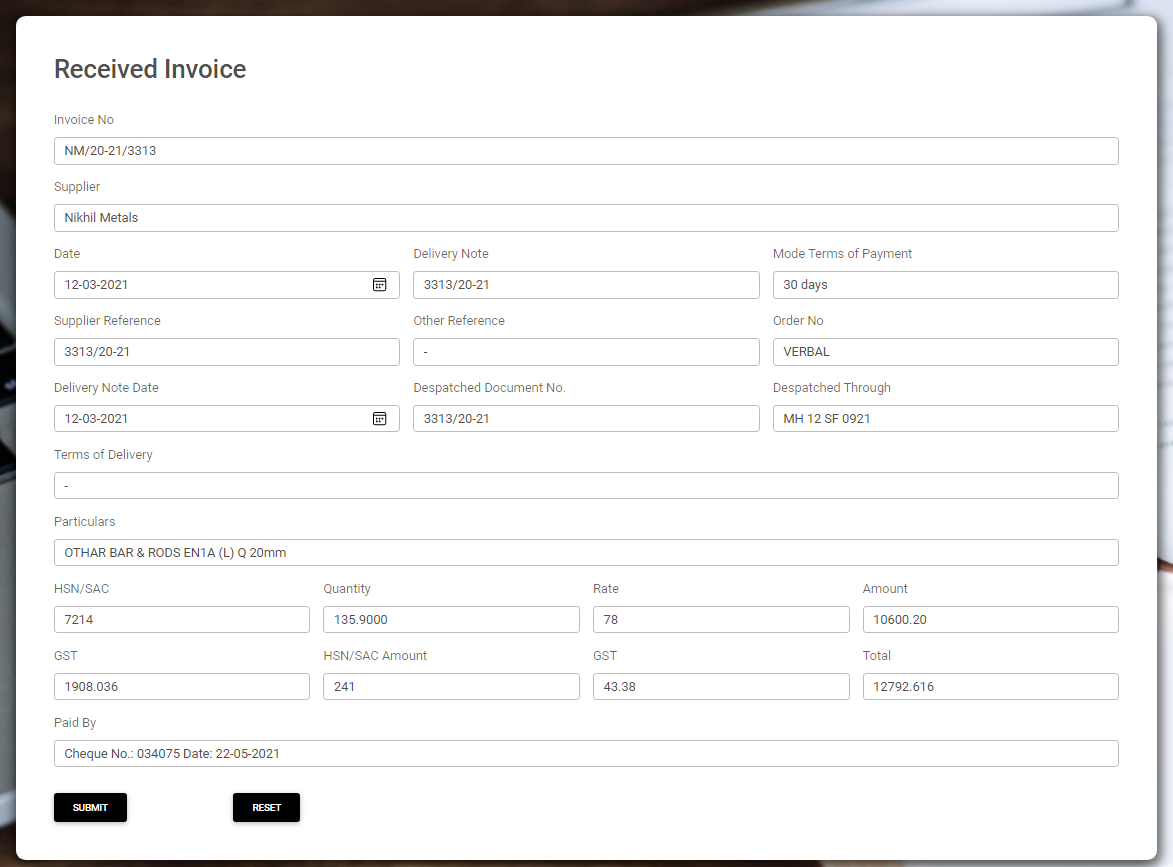 Received Invoice
Invoice No
NM/20-21/3313
Supplier
Nikhil Metals
Date Delivery Note Mode Terms of Payment
12-03-2021 3313/20-21 30 days
Supplier Reference Other Reference Order No
3313/20-21 - VERBAL
Delivery Note Date Despatched Document No. Despatched Through
12-03-2021 3313/20-21 MH 12 SF 0921
Terms of Delivery
-
Particulars
OTHAR BAR & RODS EN1A (L) Q 20mm
HSN/SAC Quantity Rate Amount
7214 135.9000 78 10600.20
GST HSN/SAC Amount GST Total
1908.036 241 43.38 12792.616
Paid By
Cheque No.: 034075 Date: 22-05-2021
SUBMIT RESET